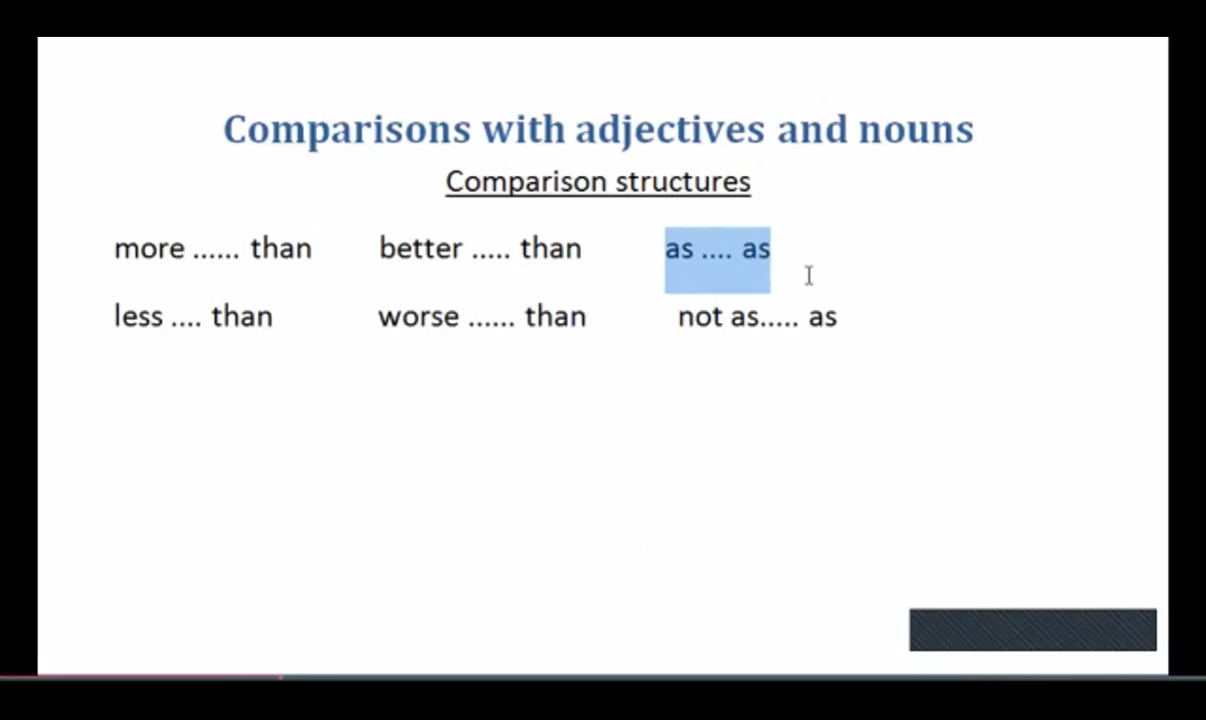 Comparisons with adjectives and nouns
Comparison structures
more ...... than better ..... than as .... as
less .... than worse ...... than not as..... as